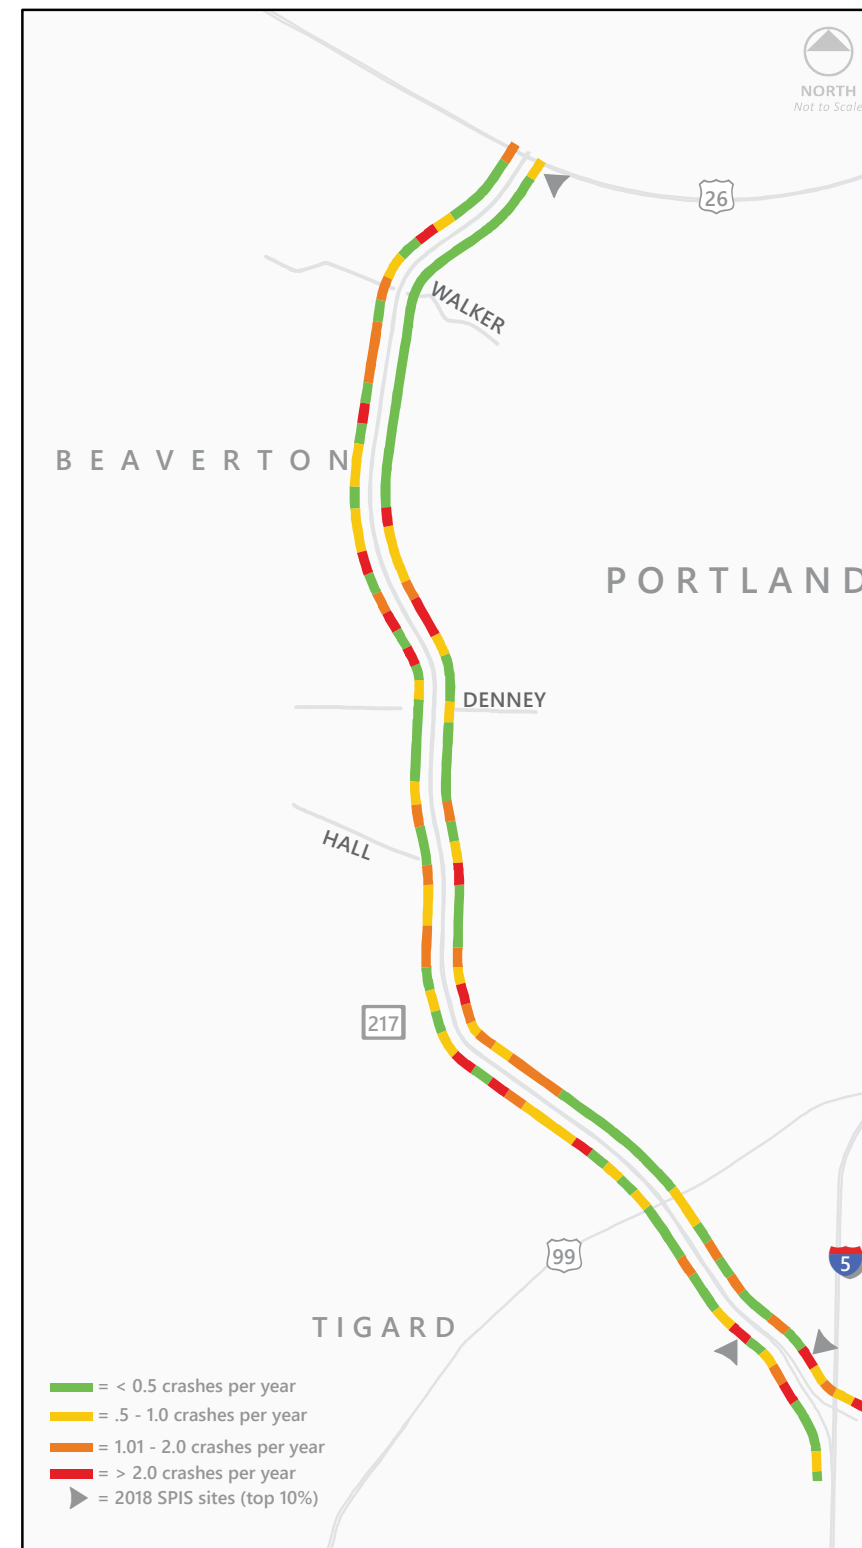 NORTH
Not to Scale
26
WALKER
BEAVERTON
PORTLAND
DENNEY
HALL
217
99
5
TIGARD
= < 0.5 crashes per year
= .5 - 1.0 crashes per year
= 1.01 - 2.0 crashes per year
= > 2.0 crashes per year
= 2018 SPIS sites (top 10%)